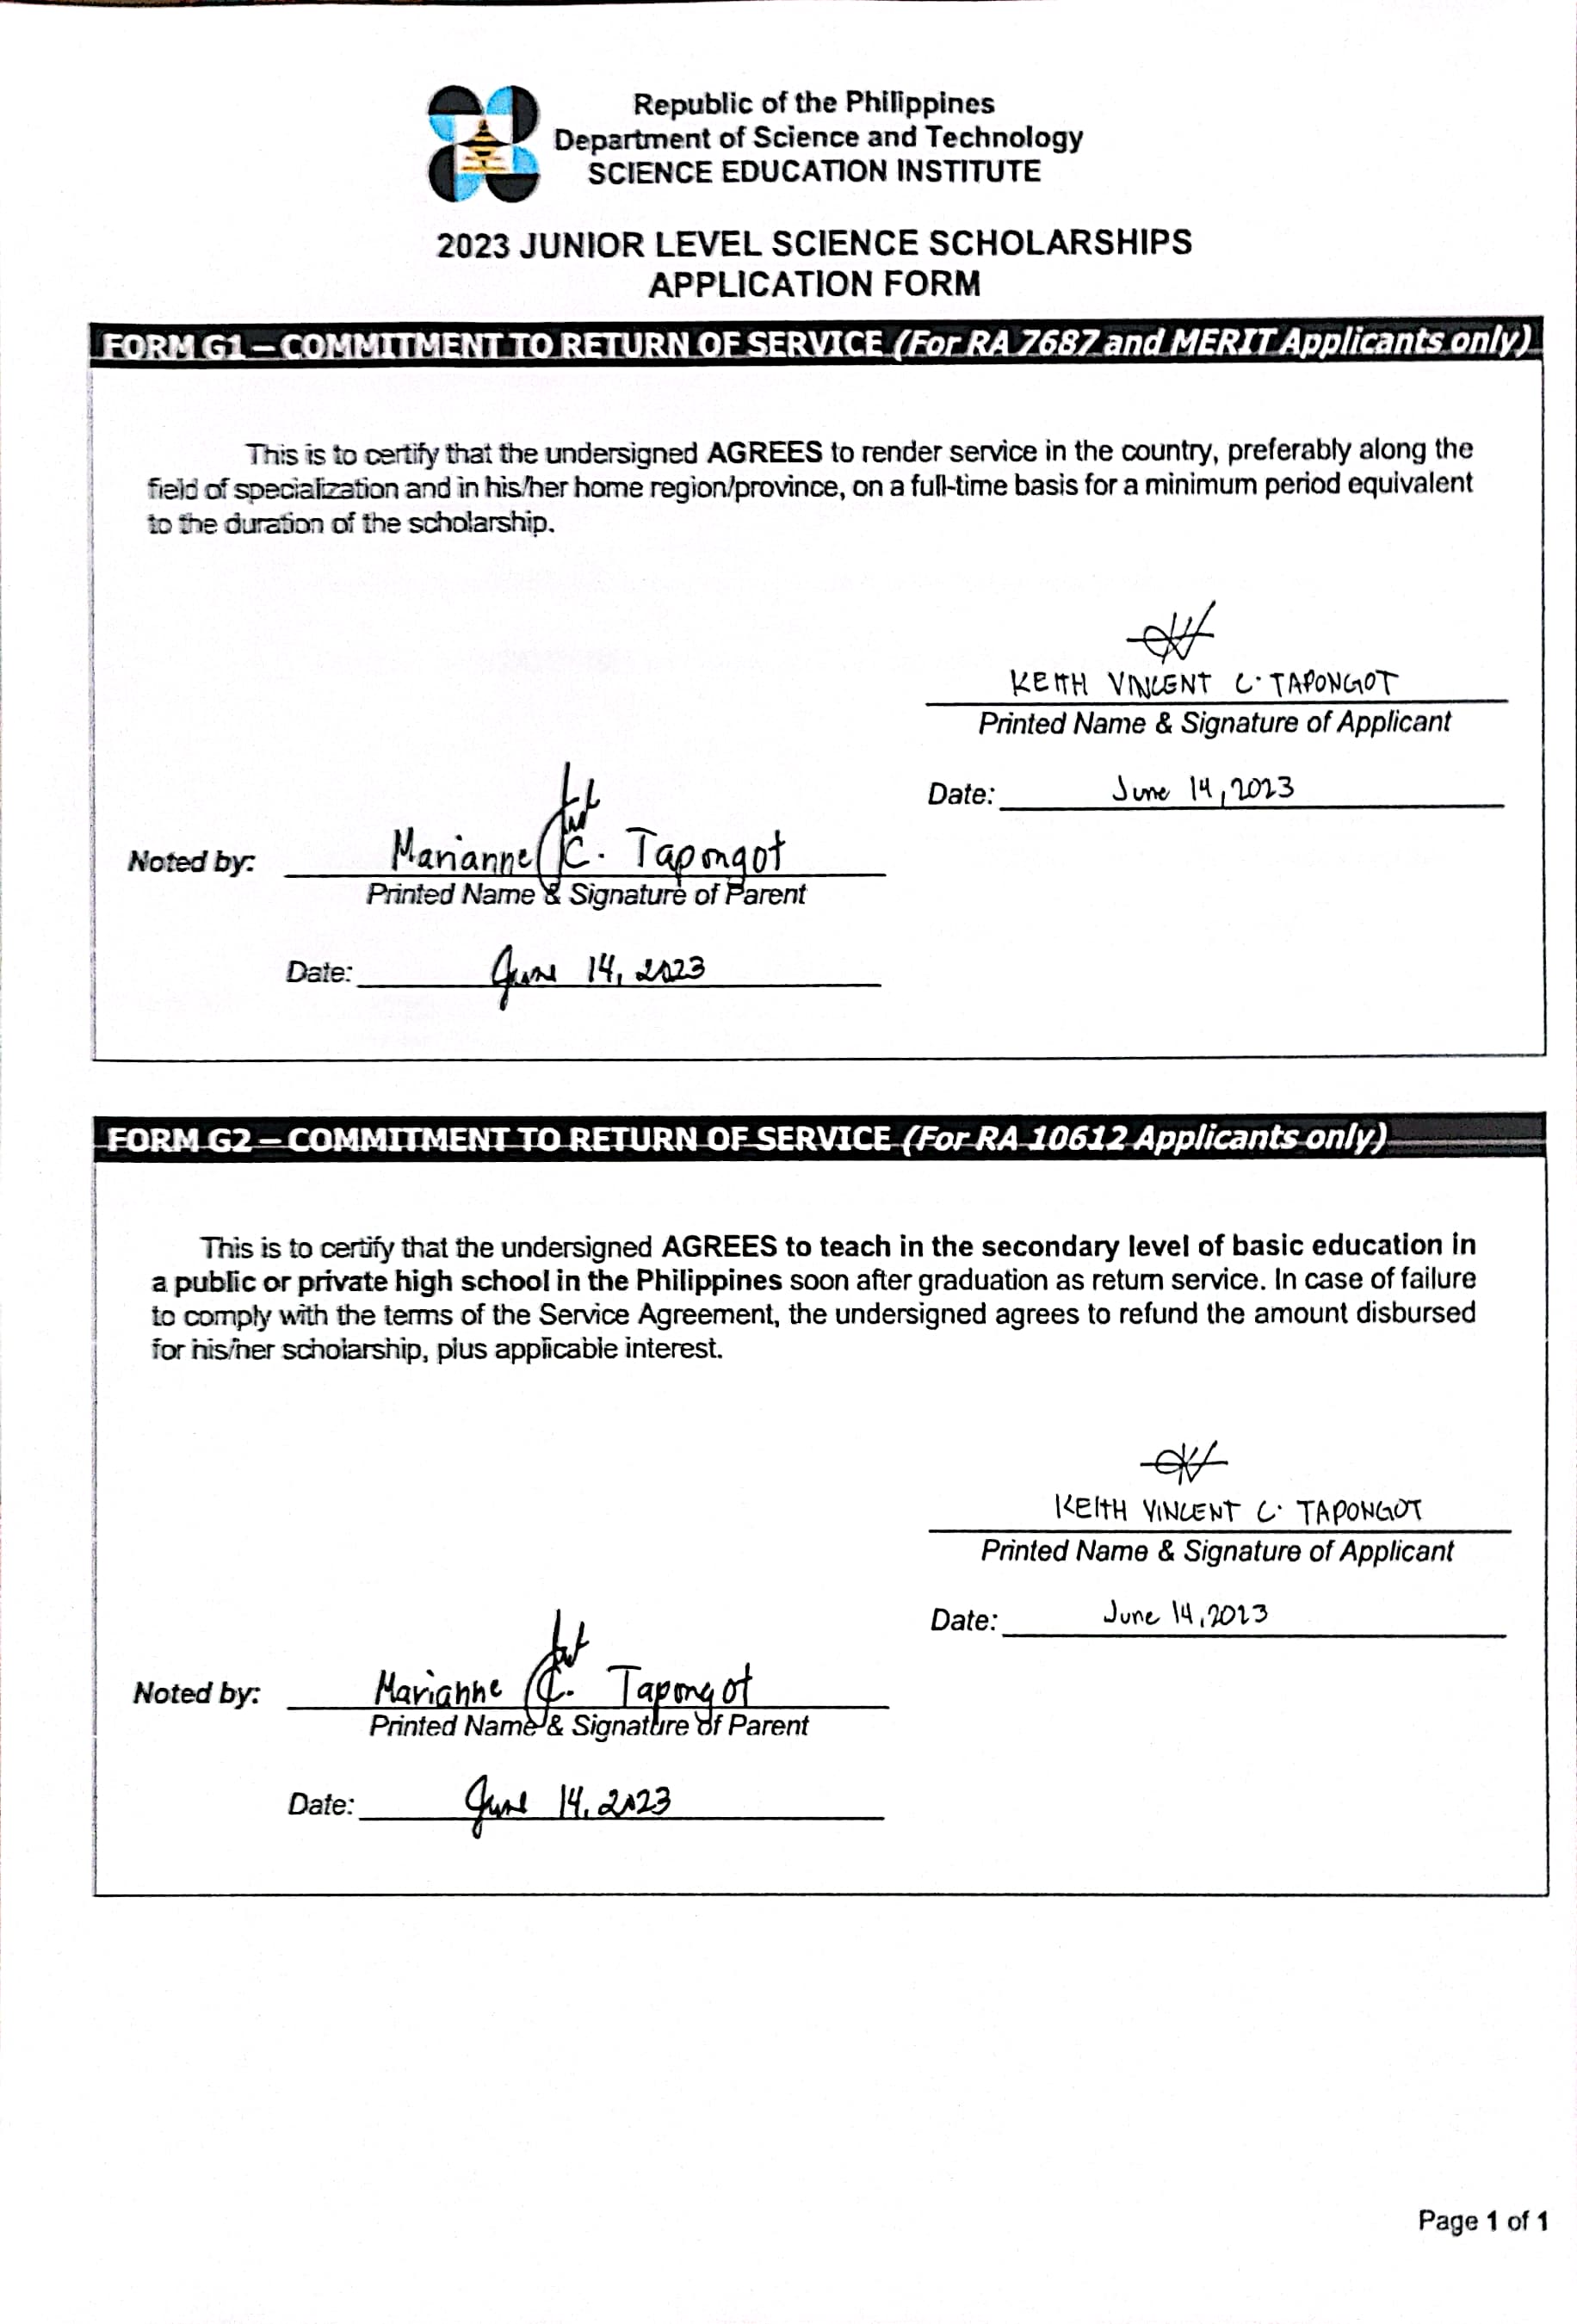 Republic of the Philippines
Department of Science and Technology
SCIENCE EDUCATION INSTITUTE
2023 JUNIOR LEVEL SCIENCE SCHOLARSHIPS
APPLICATION FORM
FORM G1 – COMMITMENT TO RETURN OF SERVICE (For RA 7687 and MERIT Applicants only)
This is to certify that the undersigned AGREES to render service in the country, preferably along the
field of specialization and in his/her home region/province, on a full-time basis for a minimum period equivalent
to the duration of the scholarship.
KEITH VINCENT C. TAPONGOT
Printed Name & Signature of Applicant
Date: June 14, 2023
Noted by: Marianne C. Tapongot
Printed Name & Signature of Parent
Date: June 14, 2023
FORM G2 – COMMITMENT TO RETURN OF SERVICE (For RA 10612 Applicants only)
This is to certify that the undersigned AGREES to teach in the secondary level of basic education in
a public or private high school in the Philippines soon after graduation as return service. In case of failure
to comply with the terms of the Service Agreement, the undersigned agrees to refund the amount disbursed
for his/her scholarship, plus applicable interest.
KEITH VINCENT C. TAPONGOT
Printed Name & Signature of Applicant
Date: June 14, 2023
Noted by: Marianne C. Tapongot
Printed Name & Signature of Parent
Date: June 14, 2023
Page 1 of 1